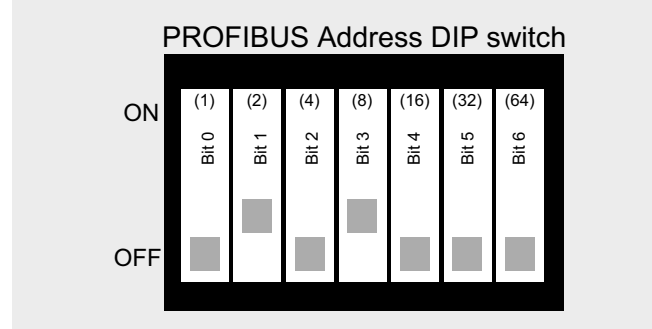 PROFIBUS Address DIP switch
ON
(1) (2) (4) (8) (16) (32) (64)
Bit 0 Bit 1 Bit 2 Bit 3 Bit 4 Bit 5 Bit 6
OFF